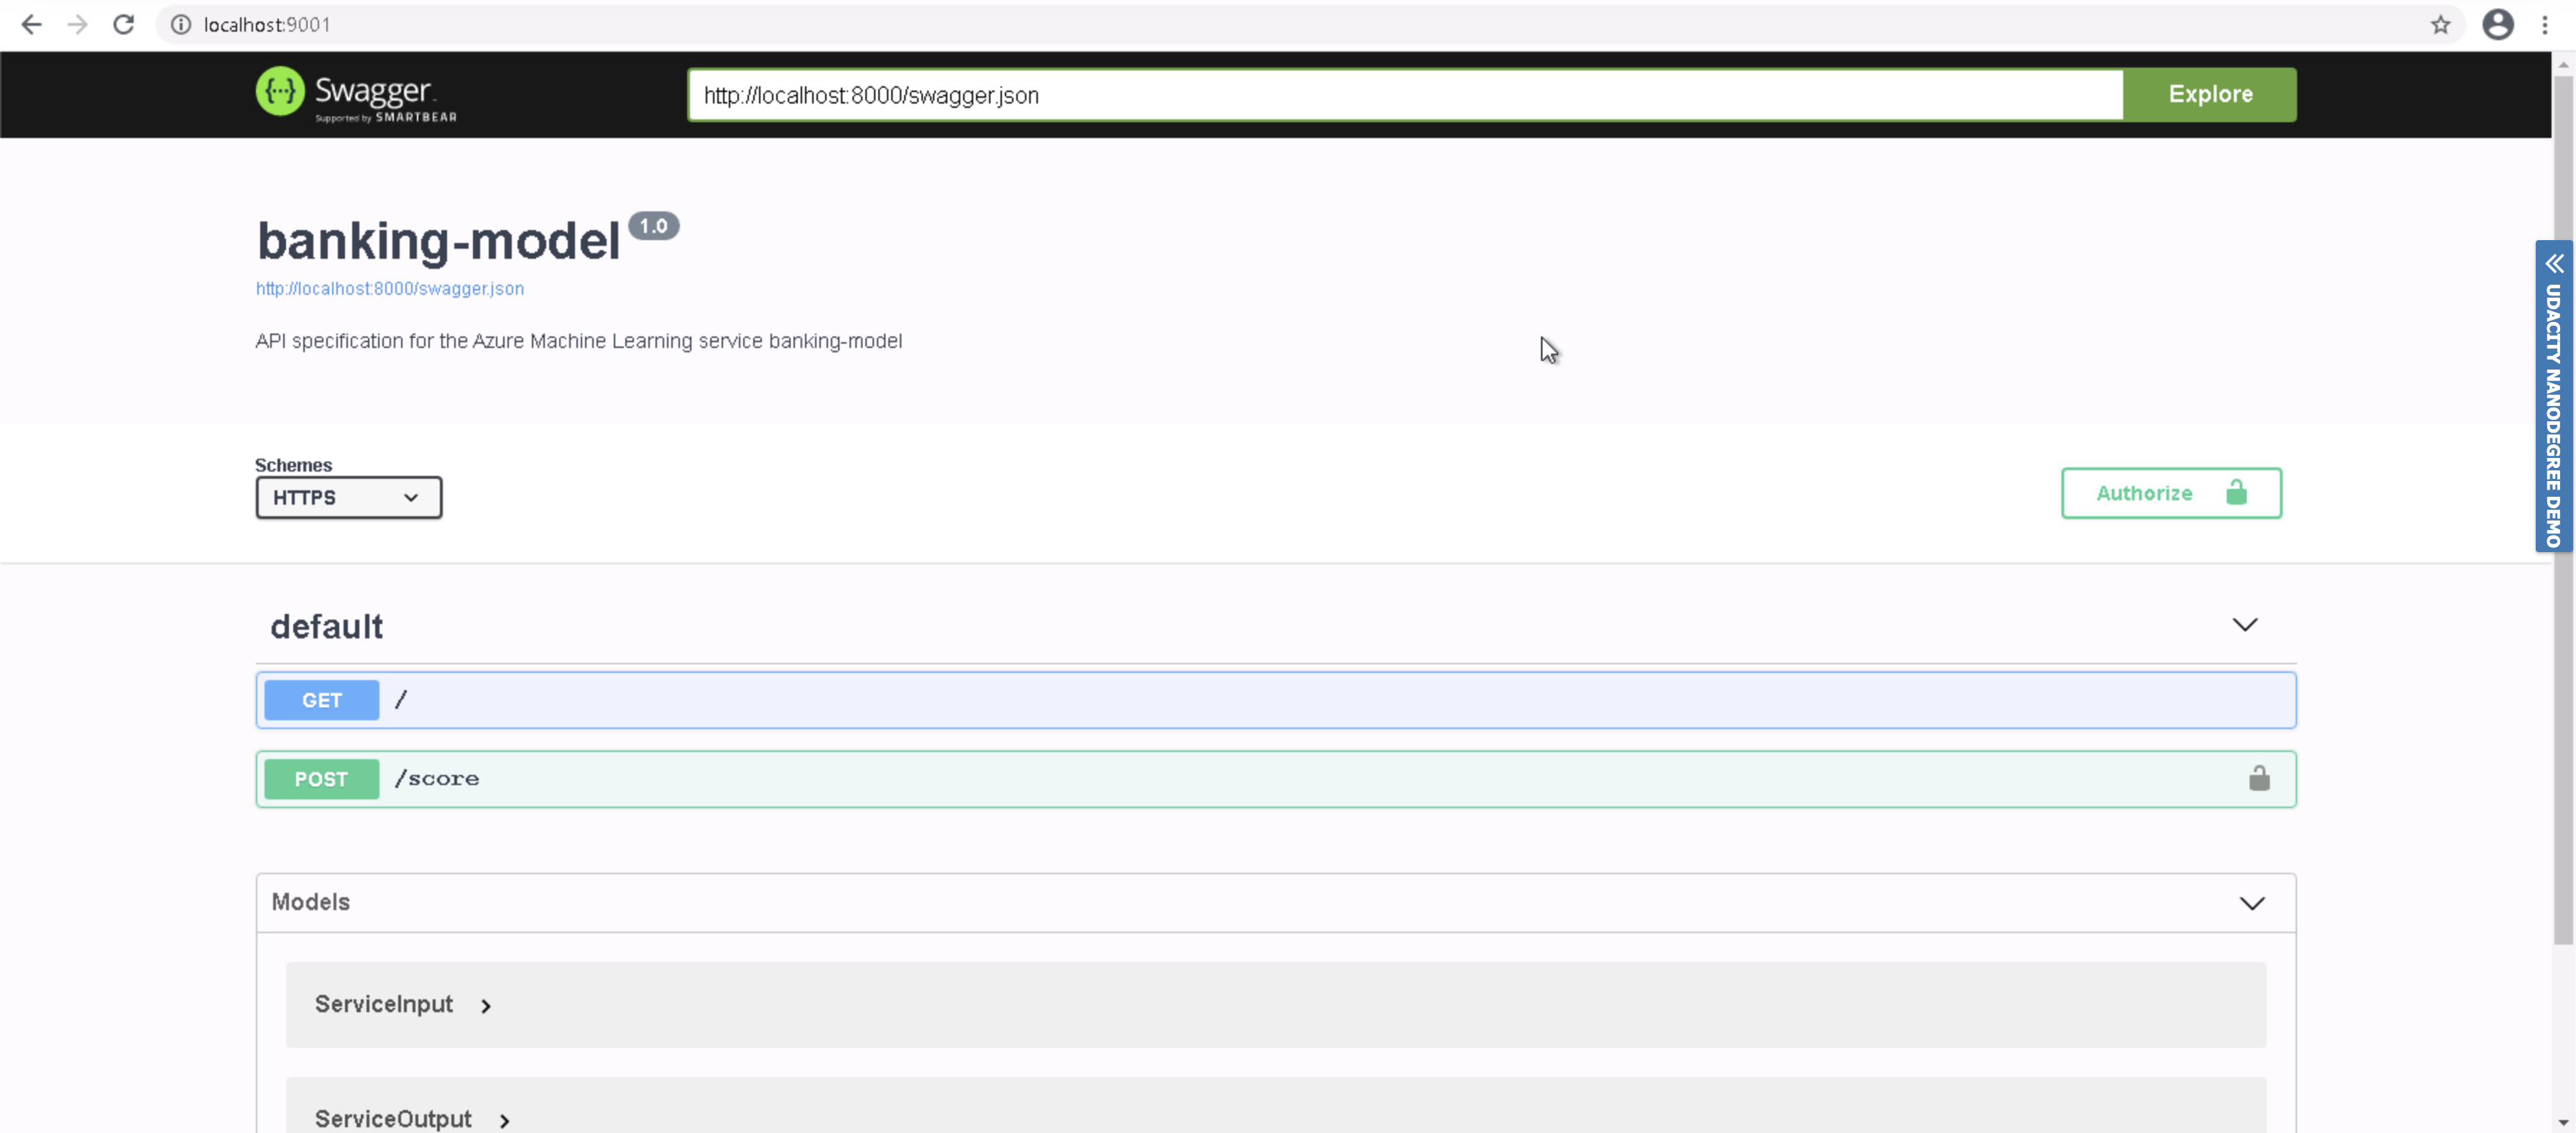 localhost:9001
{···} Swagger.
Supported by SMARTBEAR
http://localhost:8000/swagger.json
Explore
banking-model 1.0
http://localhost:8000/swagger.json
API specification for the Azure Machine Learning service banking-model
UDACITY NANODEGREE DEMO
Schemes
HTTPS
Authorize
default
GET /
POST /score
Models
ServiceInput
ServiceOutput